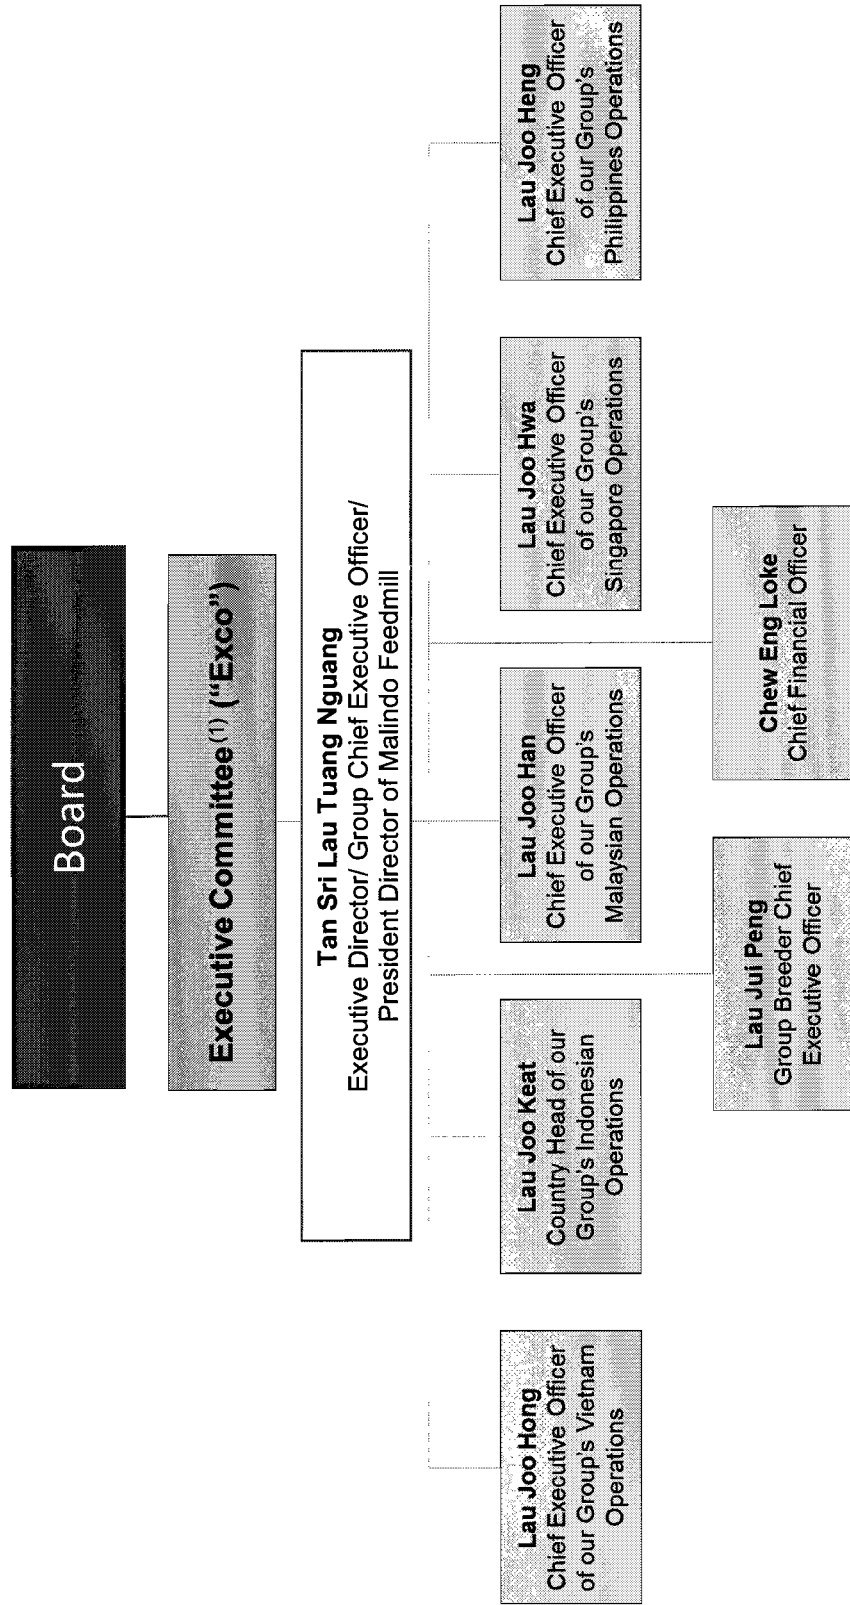 Board
Executive Committee(1) (“Exco”)
Tan Sri Lau Tuang Nguang
Executive Director/ Group Chief Executive Officer/
President Director of Malindo Feedmill
Lau Joo Hong
Chief Executive Officer
of our Group's Vietnam
Operations
Lau Joo Keat
Country Head of our
Group's Indonesian
Operations
Lau Joo Han
Chief Executive Officer
of our Group's
Malaysian Operations
Lau Joo Hwa
Chief Executive Officer
of our Group's
Singapore Operations
Lau Joo Heng
Chief Executive Officer
of our Group's
Philippines Operations
Lau Jui Peng
Group Breeder Chief
Executive Officer
Chew Eng Loke
Chief Financial Officer